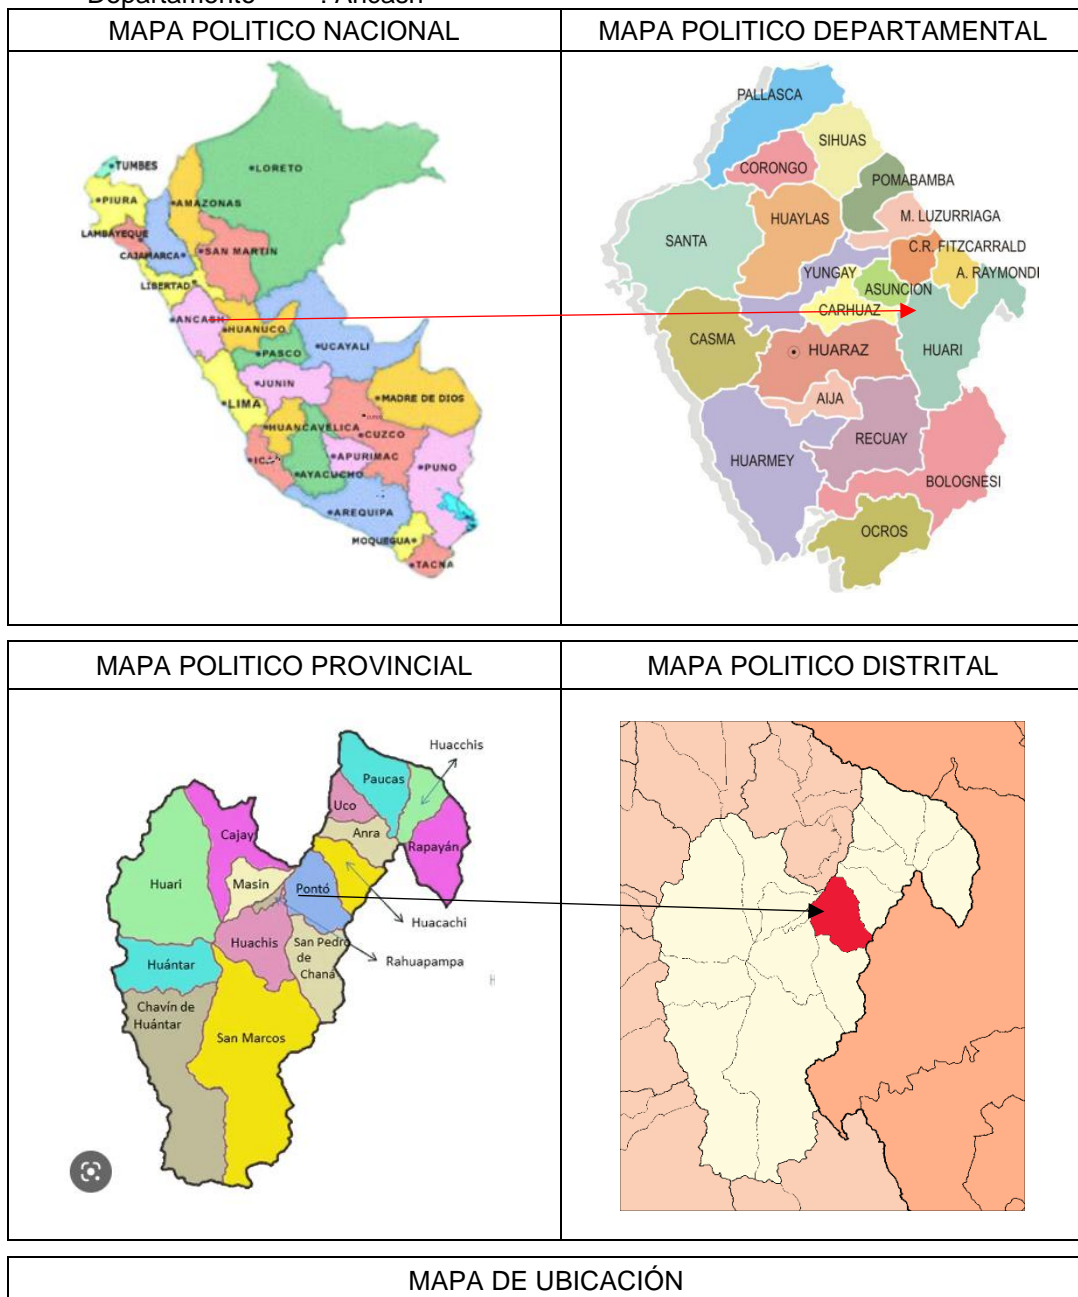 Departamento : Ancash
MAPA POLITICO NACIONAL
MAPA POLITICO DEPARTAMENTAL
TUMBES
LORETO
PIURA
AMAZONAS
LAMBAYEQUE
CAJAMARCA
SAN MARTIN
LIBERTAD
ANCASH
HUANUCO
UCAYALI
PASCO
JUNIN
LIMA
MADRE DE DIOS
HUANCAVELICA
CUZCO
ICA
APURIMAC
AYACUCHO
PUNO
AREQUIPA
MOQUEGUA
TACNA
PALLASCA
SIHUAS
CORONGO
POMABAMBA
HUAYLAS
M. LUZURRIAGA
SANTA
C.R. FITZCARRALD
YUNGAY
A. RAYMONDI
ASUNCION
CARHUAZ
CASMA
HUARAZ
HUARI
AIJA
RECUAY
HUARMEY
BOLOGNESI
OCROS
MAPA POLITICO PROVINCIAL
MAPA POLITICO DISTRITAL
Huacchis
Paucas
Uco
Cajay
Anra
Rapayán
Huari
Masin
Pontó
Huacachi
Huachis
San Pedro
de
Chaná
Rahuapampa
Huántar
Chavín de
Huántar
San Marcos
MAPA DE UBICACIÓN